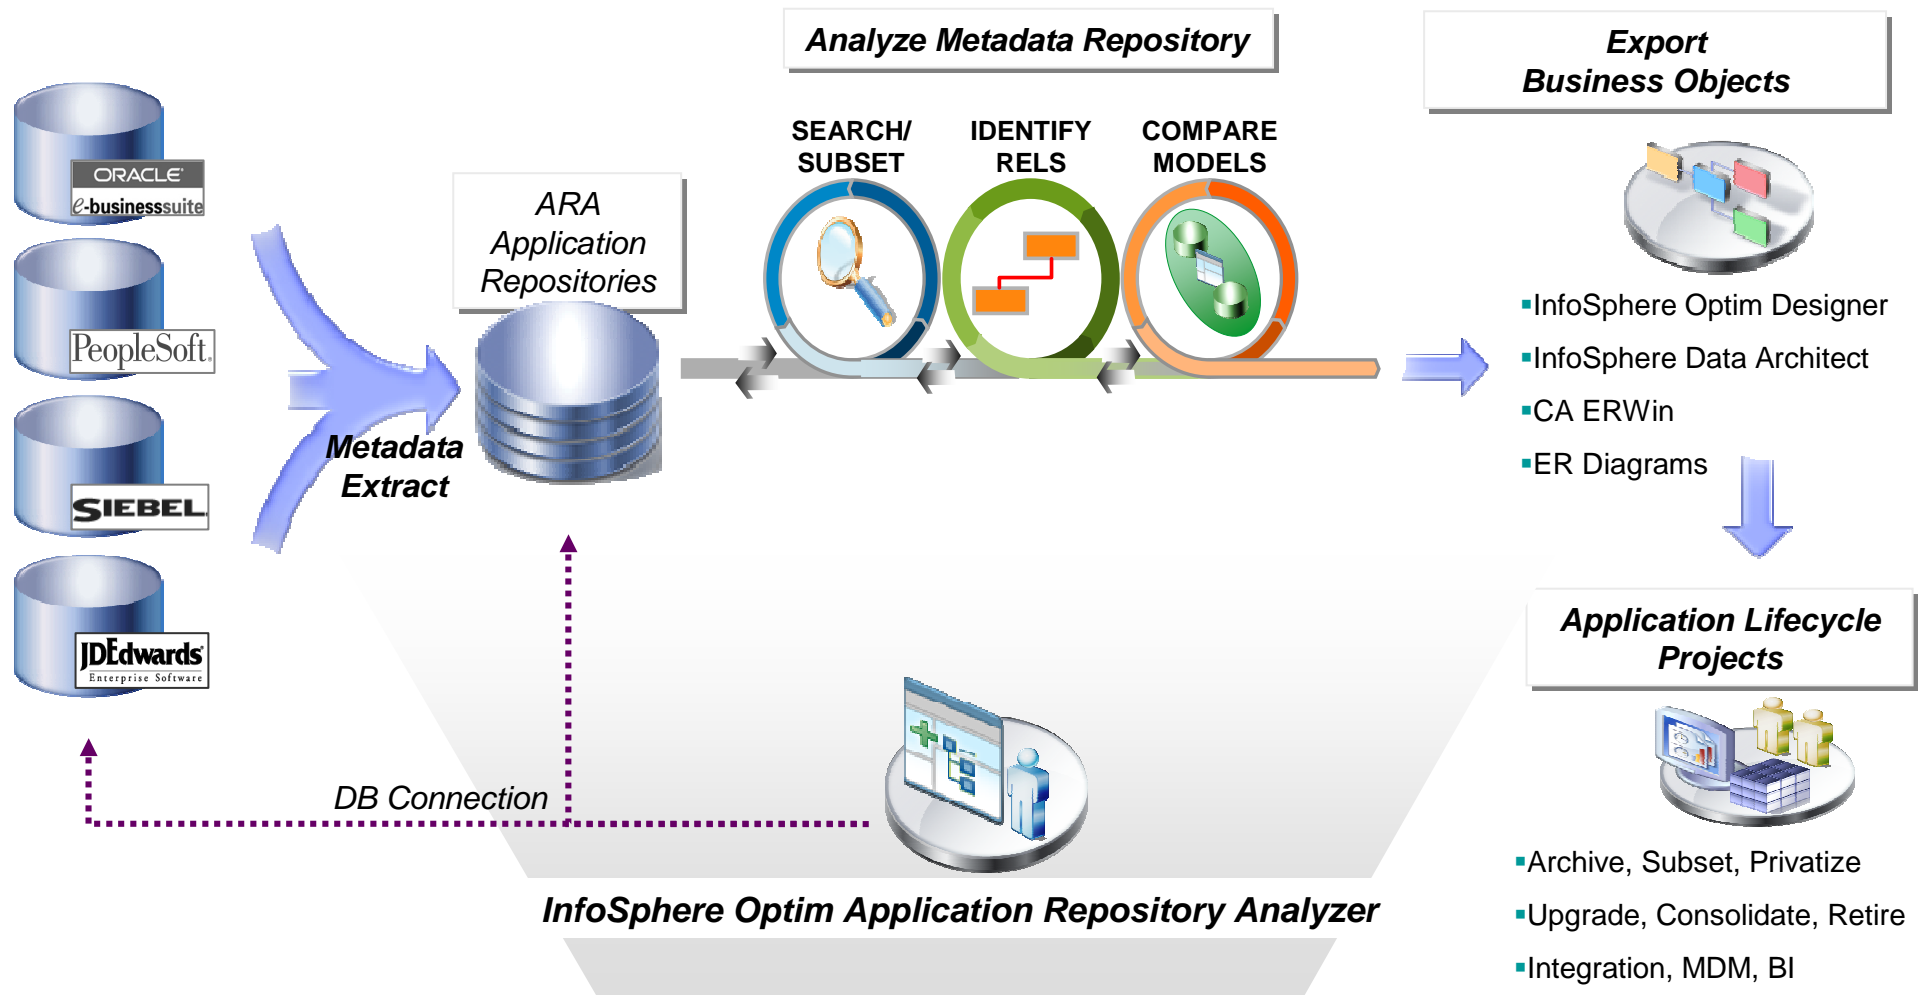 Analyze Metadata Repository
Export
Business Objects
SEARCH/
SUBSET
IDENTIFY
RELS
COMPARE
MODELS
ORACLE
e-businesssuite
ARA
Application
Repositories
PeopleSoft.
Metadata
Extract
SIEBEL
JDEdwards
Enterprise Software
▪InfoSphere Optim Designer
▪InfoSphere Data Architect
▪CA ERWin
▪ER Diagrams
Application Lifecycle
Projects
DB Connection
InfoSphere Optim Application Repository Analyzer
▪Archive, Subset, Privatize
▪Upgrade, Consolidate, Retire
▪Integration, MDM, BI